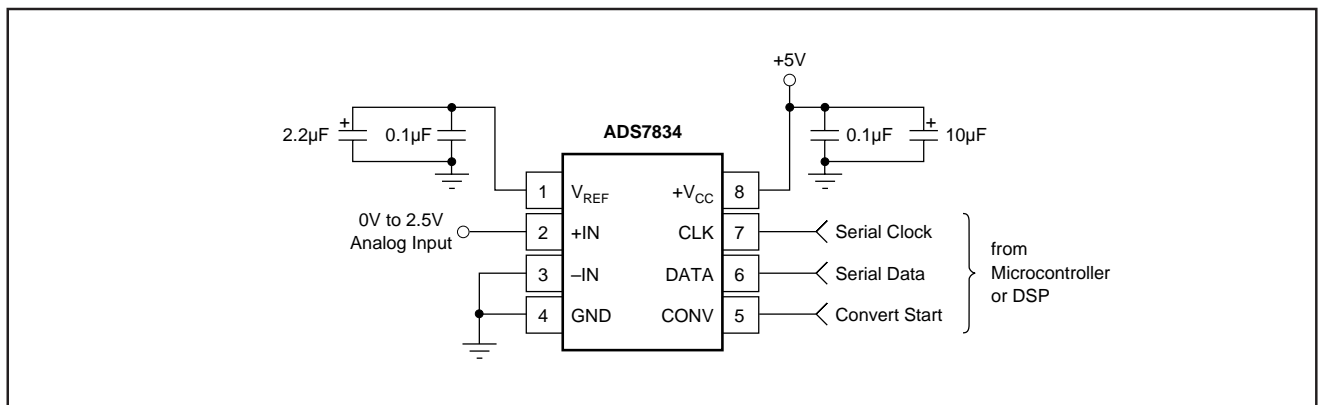 +5V
2.2µF
+
0.1µF
ADS7834
0.1µF
+
10µF
1
VREF
+VCC
8
0V to 2.5V
Analog Input
2
+IN
CLK
7
Serial Clock
3
–IN
DATA
6
Serial Data
from
Microcontroller
or DSP
4
GND
CONV
5
Convert Start